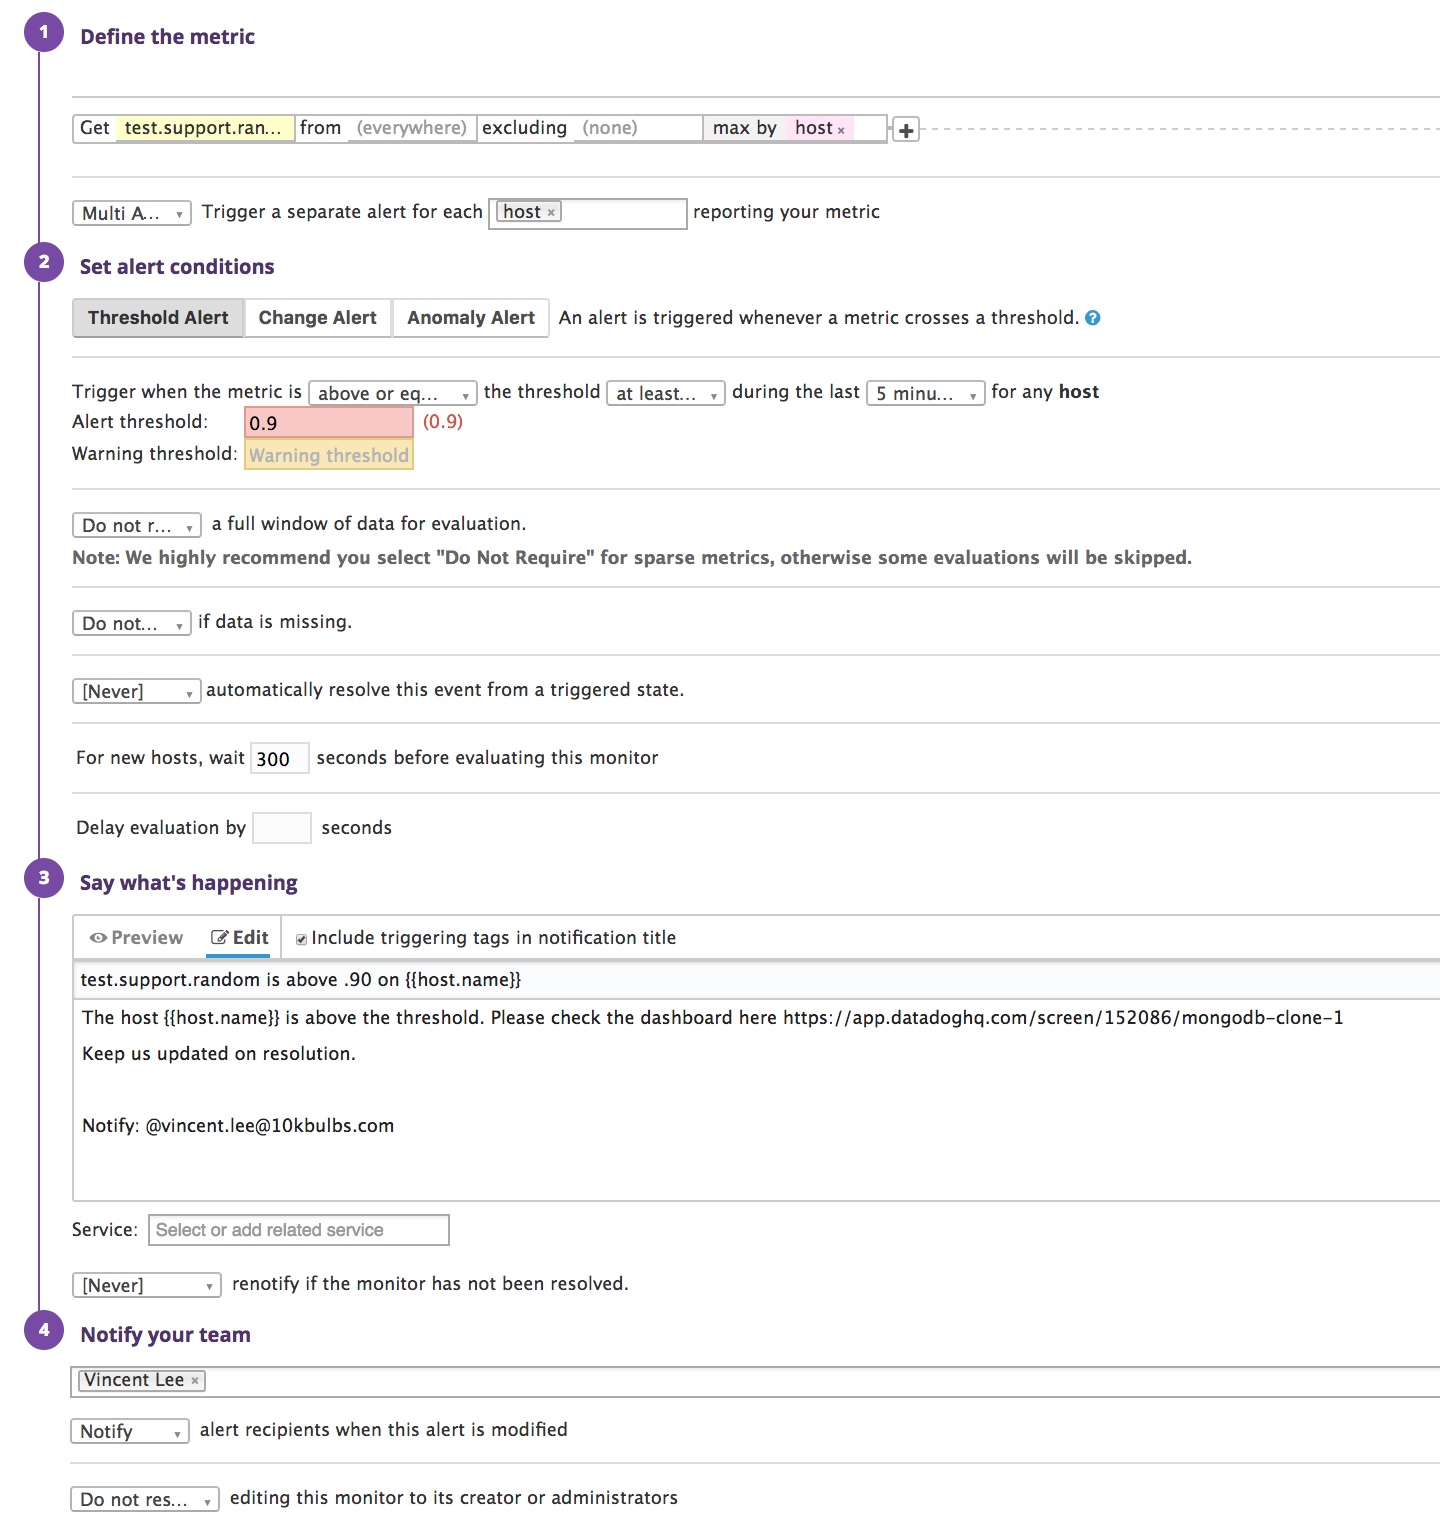 1 Define the metric
Get test.support.ran... from (everywhere) excluding (none) max by host × +
Multi A... ▾ Trigger a separate alert for each host × reporting your metric
2 Set alert conditions
Threshold Alert Change Alert Anomaly Alert An alert is triggered whenever a metric crosses a threshold. ?
Trigger when the metric is above or eq... ▾ the threshold at least... ▾ during the last 5 minu... ▾ for any host
Alert threshold: 0.9 (0.9)
Warning threshold: Warning threshold
Do not r... ▾ a full window of data for evaluation.
Note: We highly recommend you select "Do Not Require" for sparse metrics, otherwise some evaluations will be skipped.
Do not... ▾ if data is missing.
[Never] ▾ automatically resolve this event from a triggered state.
For new hosts, wait 300 seconds before evaluating this monitor
Delay evaluation by seconds
3 Say what's happening
Preview Edit Include triggering tags in notification title
test.support.random is above .90 on {{host.name}}
The host {{host.name}} is above the threshold. Please check the dashboard here https://app.datadoghq.com/screen/152086/mongodb-clone-1
Keep us updated on resolution.
Notify: @vincent.lee@10kbulbs.com
Service: Select or add related service
[Never] ▾ renotify if the monitor has not been resolved.
4 Notify your team
Vincent Lee ×
Notify ▾ alert recipients when this alert is modified
Do not res... ▾ editing this monitor to its creator or administrators